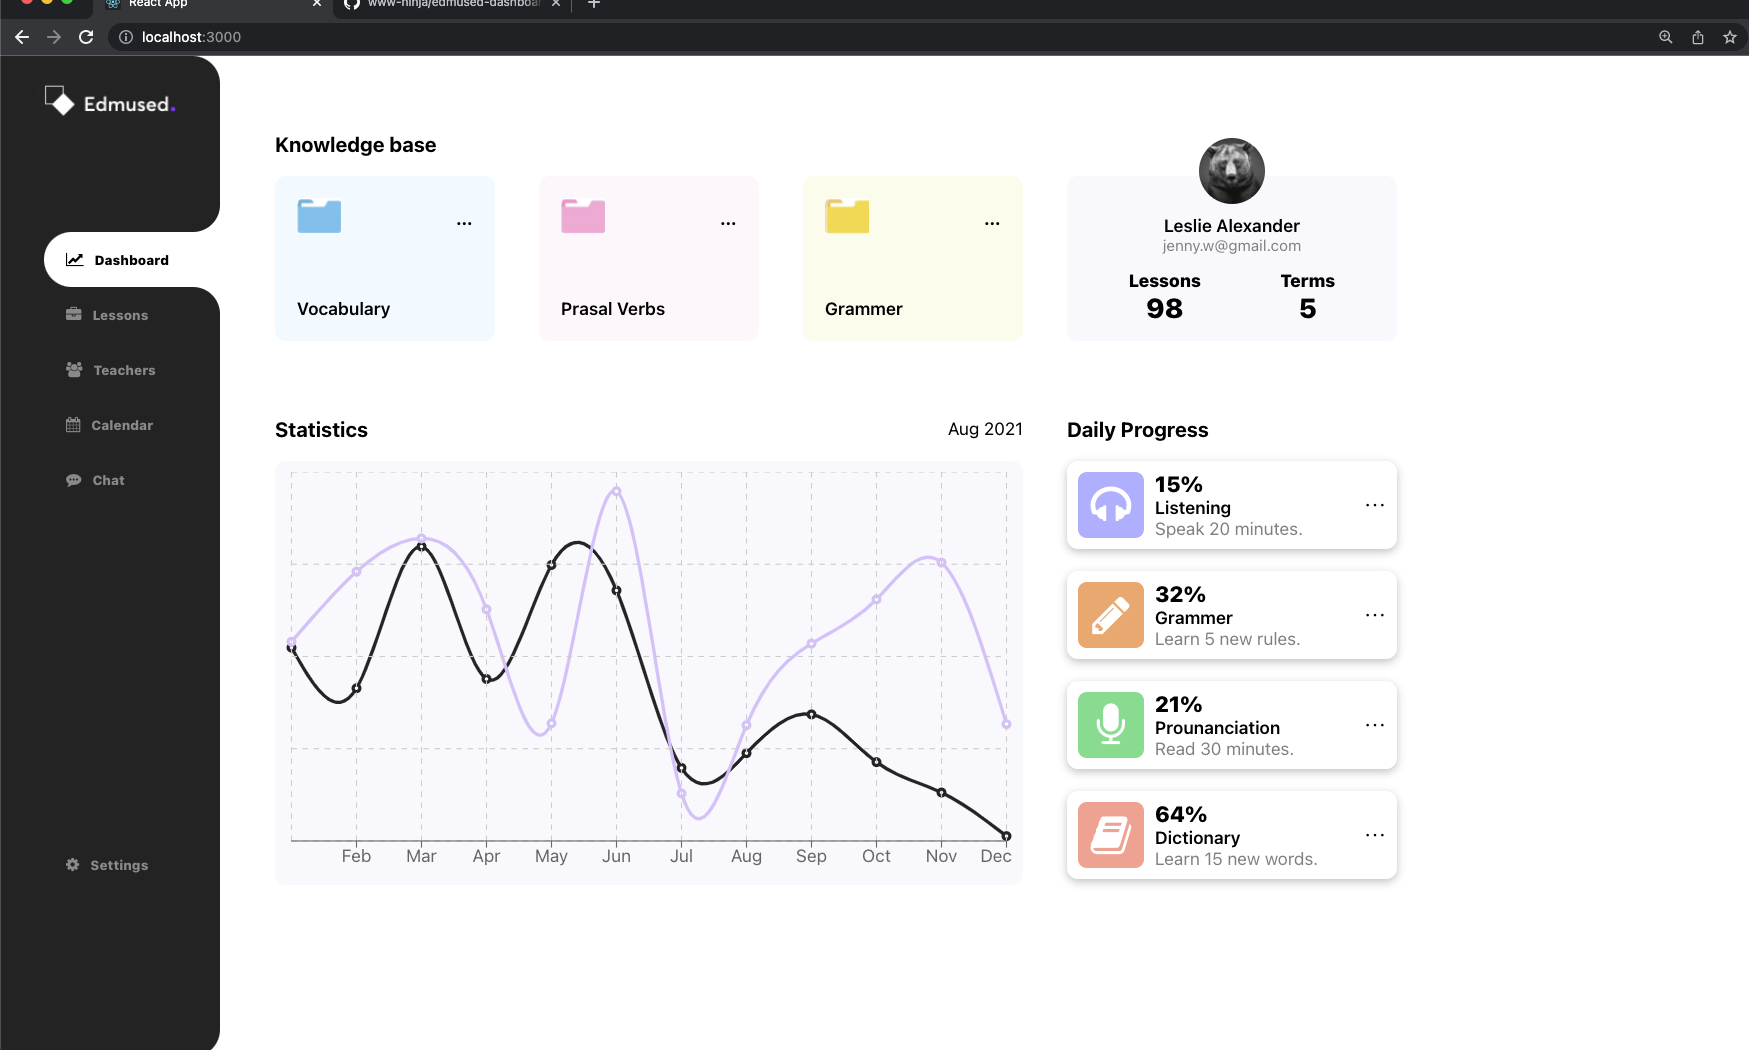 React App
www-ninja/edmused-dashboar
localhost:3000
Edmused.
Dashboard
Lessons
Teachers
Calendar
Chat
Settings
Knowledge base
...
Vocabulary
...
Prasal Verbs
...
Grammer
Leslie Alexander
jenny.w@gmail.com
Lessons
98
Terms
5
Statistics
Aug 2021
Feb Mar Apr May Jun Jul Aug Sep Oct Nov Dec
Daily Progress
15%
Listening
Speak 20 minutes.
...
32%
Grammer
Learn 5 new rules.
...
21%
Prounanciation
Read 30 minutes.
...
64%
Dictionary
Learn 15 new words.
...